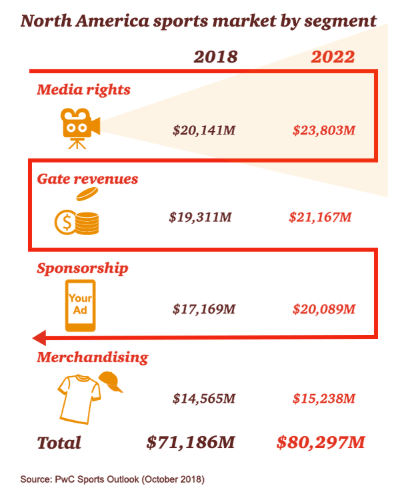 North America sports market by segment
2018 2022
Media rights
$20,141M $23,803M
Gate revenues
$
$19,311M $21,167M
Sponsorship
Your
Ad
$17,169M $20,089M
Merchandising
$14,565M $15,238M
Total $71,186M $80,297M
Source: PwC Sports Outlook (October 2018)